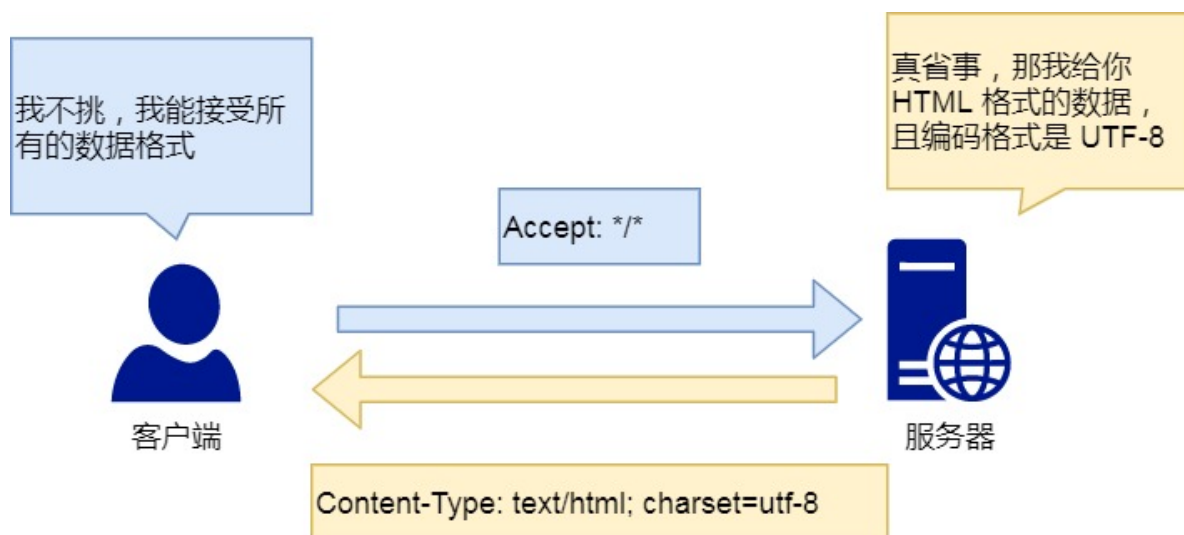 我不挑，我能接受所
有的数据格式
真省事，那我给你
HTML 格式的数据，
且编码格式是 UTF-8
Accept: */*
客户端
服务器
Content-Type: text/html; charset=utf-8